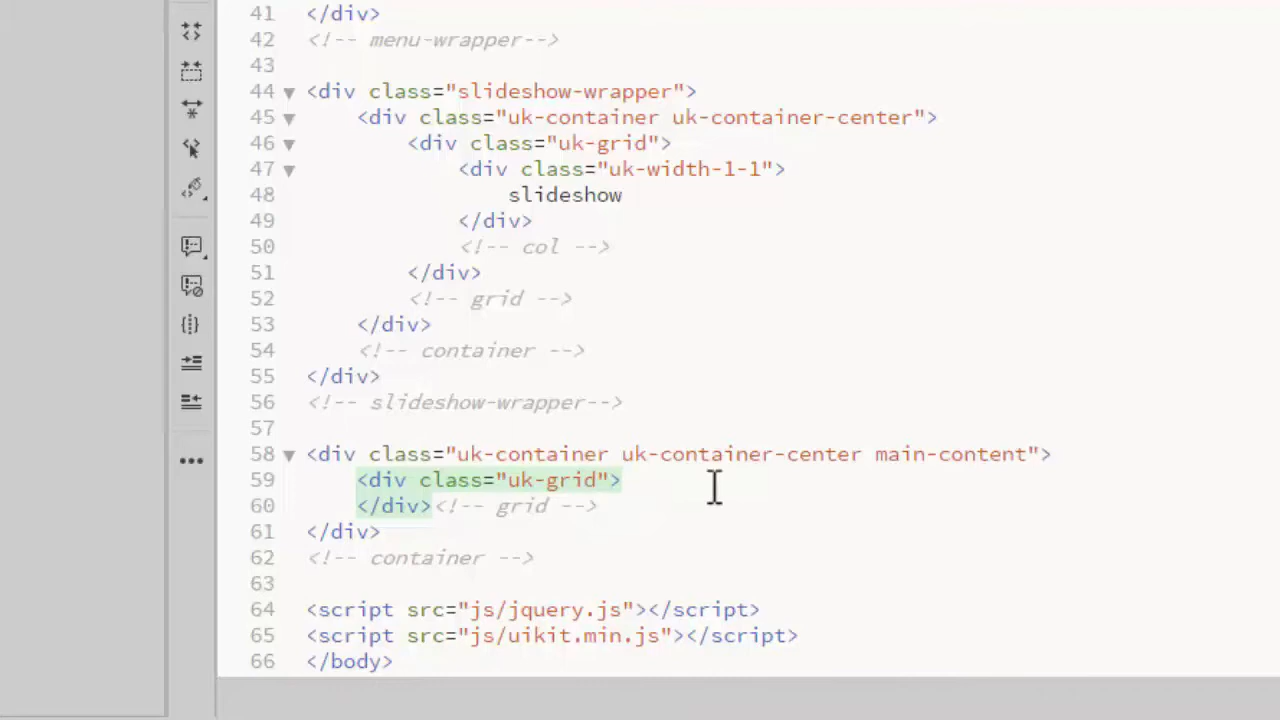 41 </div>
42 <!-- menu-wrapper-->
43
44 <div class="slideshow-wrapper">
45 <div class="uk-container uk-container-center">
46 <div class="uk-grid">
47 <div class="uk-width-1-1">
48 slideshow
49 </div>
50 <!-- col -->
51 </div>
52 <!-- grid -->
53 </div>
54 <!-- container -->
55 </div>
56 <!-- slideshow-wrapper-->
57
58 <div class="uk-container uk-container-center main-content">
59 <div class="uk-grid">
60 </div><!-- grid -->
61 </div>
62 <!-- container -->
63
64 <script src="js/jquery.js"></script>
65 <script src="js/uikit.min.js"></script>
66 </body>